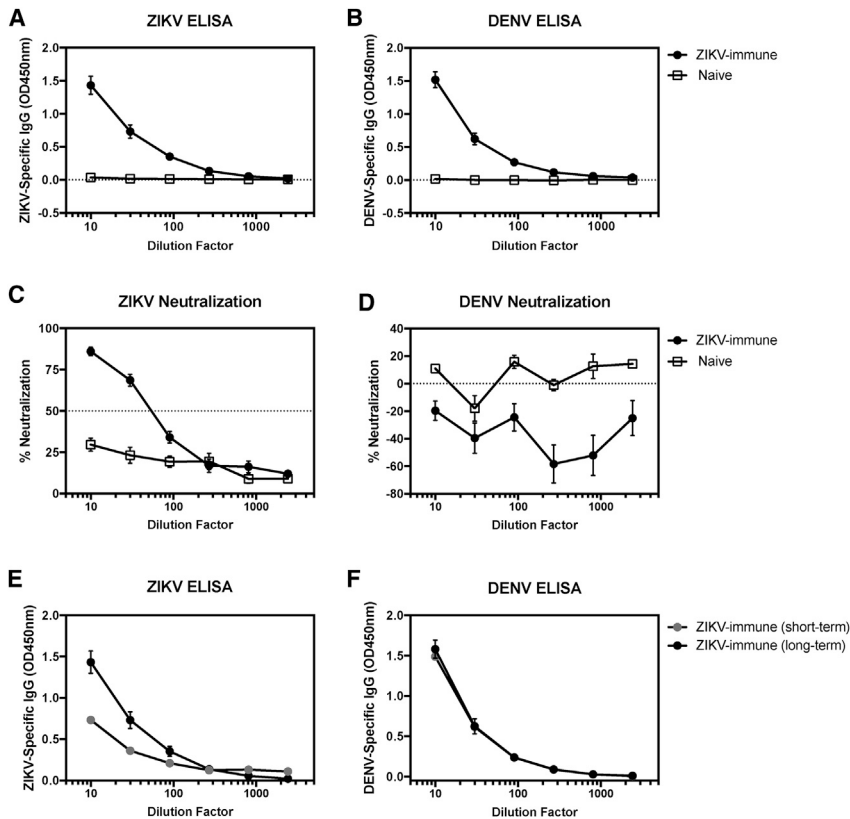 A
ZIKV ELISA
ZIKV-Specific IgG (OD450nm)
2.0
1.5
1.0
0.5
0.0
-0.5
10
100
1000
Dilution Factor
B
DENV ELISA
DENV-Specific IgG (OD450nm)
2.0
1.5
1.0
0.5
0.0
-0.5
10
100
1000
Dilution Factor
ZIKV-immune
Naive
C
ZIKV Neutralization
% Neutralization
100
75
50
25
0
10
100
1000
Dilution Factor
D
DENV Neutralization
% Neutralization
40
20
0
-20
-40
-60
-80
10
100
1000
Dilution Factor
ZIKV-immune
Naive
E
ZIKV ELISA
ZIKV-Specific IgG (OD450nm)
2.0
1.5
1.0
0.5
0.0
10
100
1000
Dilution Factor
F
DENV ELISA
DENV-Specific IgG (OD450nm)
2.0
1.5
1.0
0.5
0.0
10
100
1000
Dilution Factor
ZIKV-immune (short-term)
ZIKV-immune (long-term)